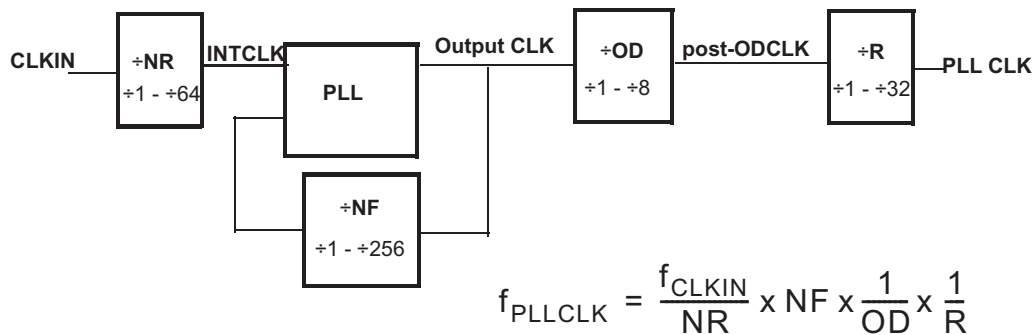 CLKIN
÷NR
÷1 - ÷64
INTCLK
PLL
Output CLK
÷OD
÷1 - ÷8
post-ODCLK
÷R
÷1 - ÷32
PLL CLK
÷NF
÷1 - ÷256
f_PLLCLK = f_CLKIN/NR x NF x 1/OD x 1/R